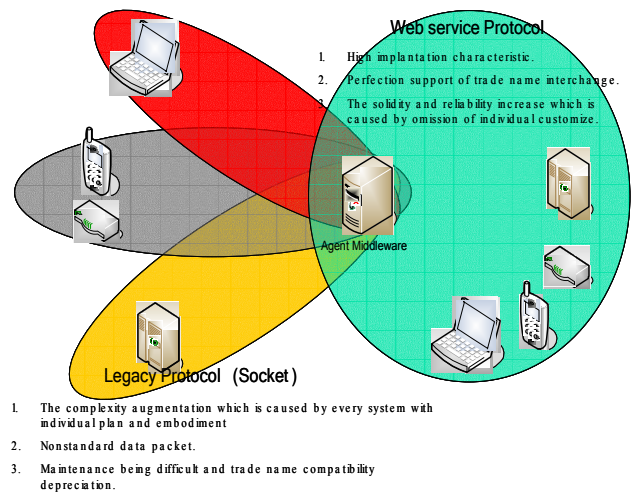 Web service Protocol
1. High implantation characteristic.
2. Perfection support of trade name interchange.
3. The solidity and reliability increase which is
caused by omission of individual customize.
Agent Middleware
Legacy Protocol (Socket)
1. The complexity augmentation which is caused by every system with
individual plan and embodiment
2. Nonstandard data packet.
3. Maintenance being difficult and trade name compatibility
depreciation.